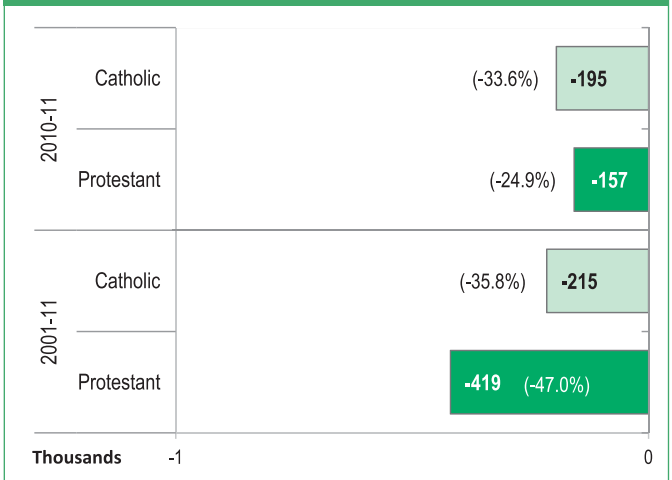 2010-11
Catholic (-33.6%) -195
Protestant (-24.9%) -157
2001-11
Catholic (-35.8%) -215
Protestant -419 (-47.0%)
Thousands -1 0